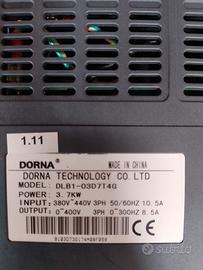 1.11
DORNA MADE IN CHINA
DORNA TECHNOLOGY CO. LTD
MODEL: DLB1-03D7T4G
POWER: 3.7KW
INPUT: 380V~440V 3PH 50/60HZ 10.5A
OUTPUT: 0~400V 3PH 0~300HZ 8.5A
subito